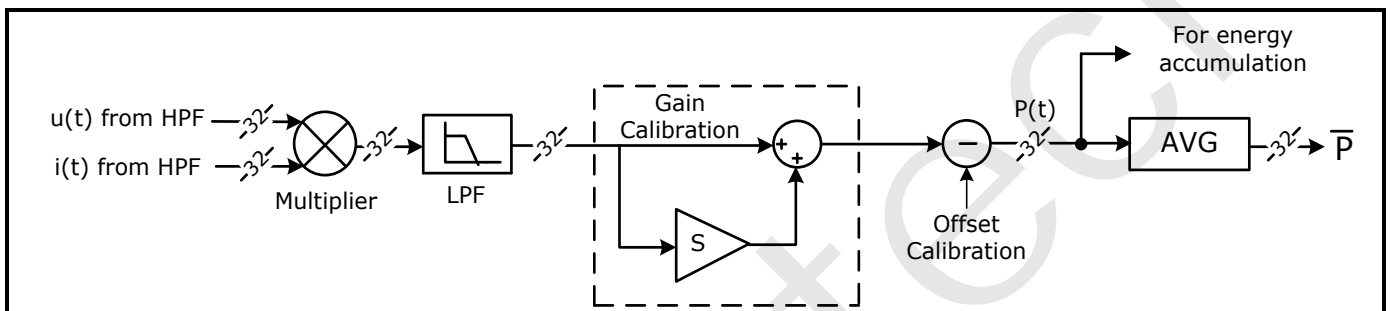 For energy
accumulation
u(t) from HPF
32
i(t) from HPF
32
Multiplier
32
LPF
32
Gain
Calibration
+
+
S
−
Offset
Calibration
P(t)
32
AVG
32
P̅